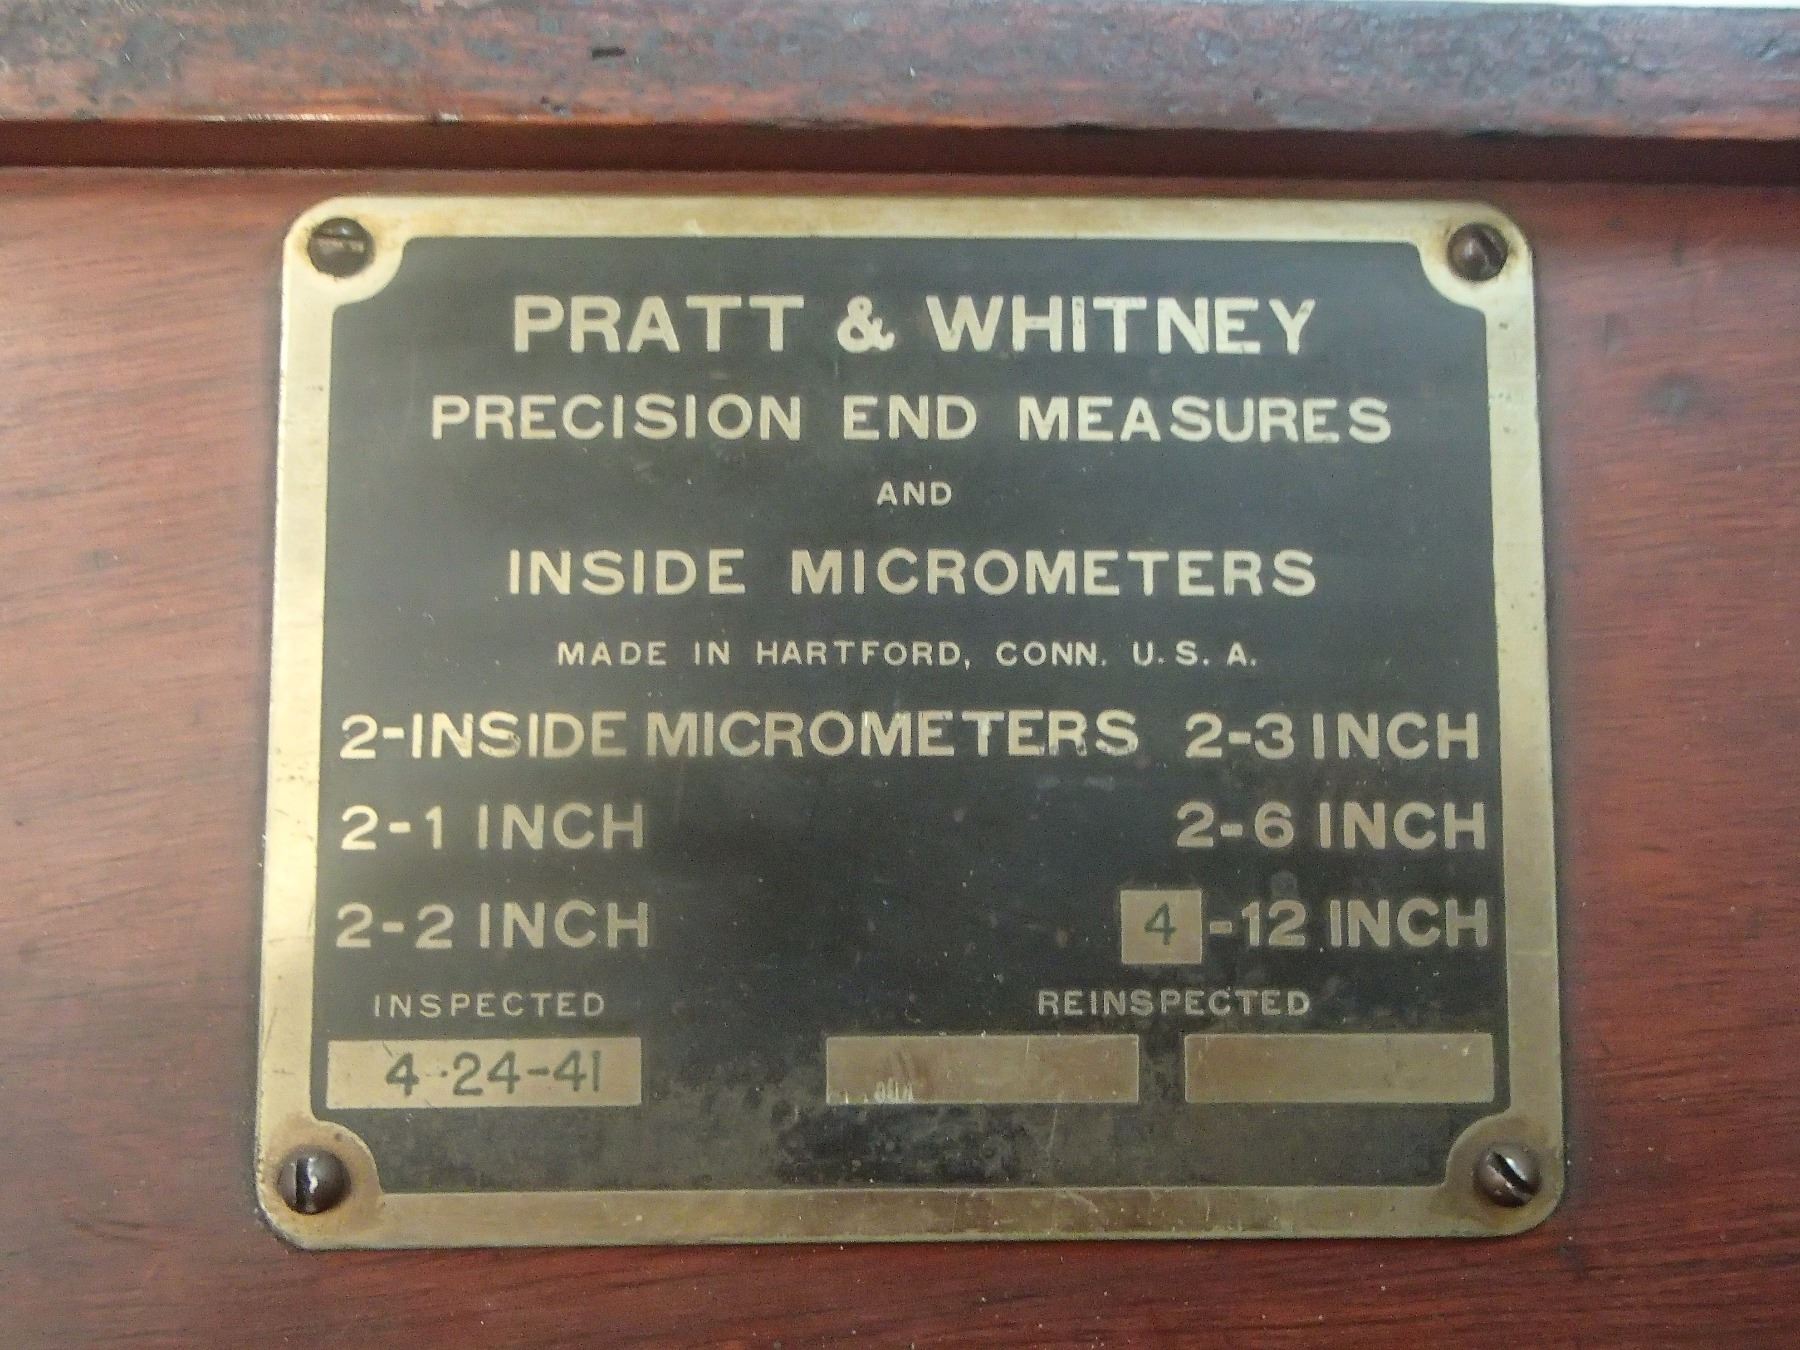 PRATT & WHITNEY
PRECISION END MEASURES
AND
INSIDE MICROMETERS
MADE IN HARTFORD, CONN. U.S.A.
2-INSIDE MICROMETERS 2-3 INCH
2-1 INCH 2-6 INCH
2-2 INCH 4-12 INCH
INSPECTED REINSPECTED
4-24-41